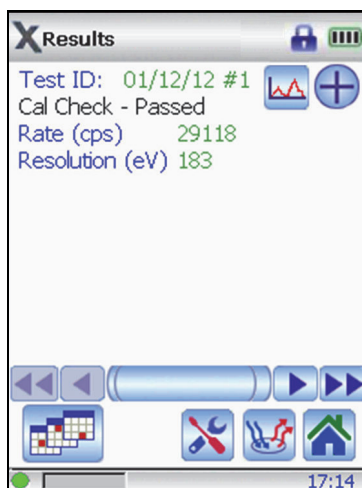 X Results
Test ID: 01/12/12 #1
Cal Check - Passed
Rate (cps) 29118
Resolution (eV) 183
17:14